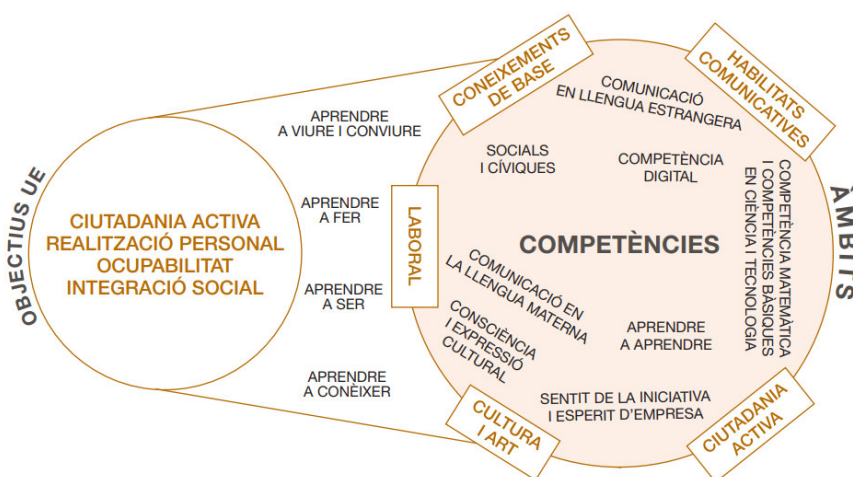 OBJECTIUS UE
CIUTADANIA ACTIVA
REALITZACIÓ PERSONAL
OCUPABILITAT
INTEGRACIÓ SOCIAL
APRENDRE
A VIURE I CONVIURE
APRENDRE
A FER
APRENDRE
A SER
APRENDRE
A CONÈIXER
CONEIXEMENTS
DE BASE
HABILITATS
COMUNICATIVES
LABORAL
CULTURA
I ART
CIUTADANIA
ACTIVA
ÀMBITS
COMUNICACIÓ
EN LLENGUA ESTRANGERA
SOCIALS
I CÍVIQUES
COMPETÈNCIA
DIGITAL
COMPETÈNCIA MATEMÀTICA
I COMPETÈNCIES BÀSIQUES
EN CIÈNCIA I TECNOLOGIA
COMPETÈNCIES
COMUNICACIÓ EN
LA LLENGUA MATERNA
CONSCIÈNCIA
I EXPRESSIÓ
CULTURAL
APRENDRE
A APRENDRE
SENTIT DE LA INICIATIVA
I ESPERIT D'EMPRESA